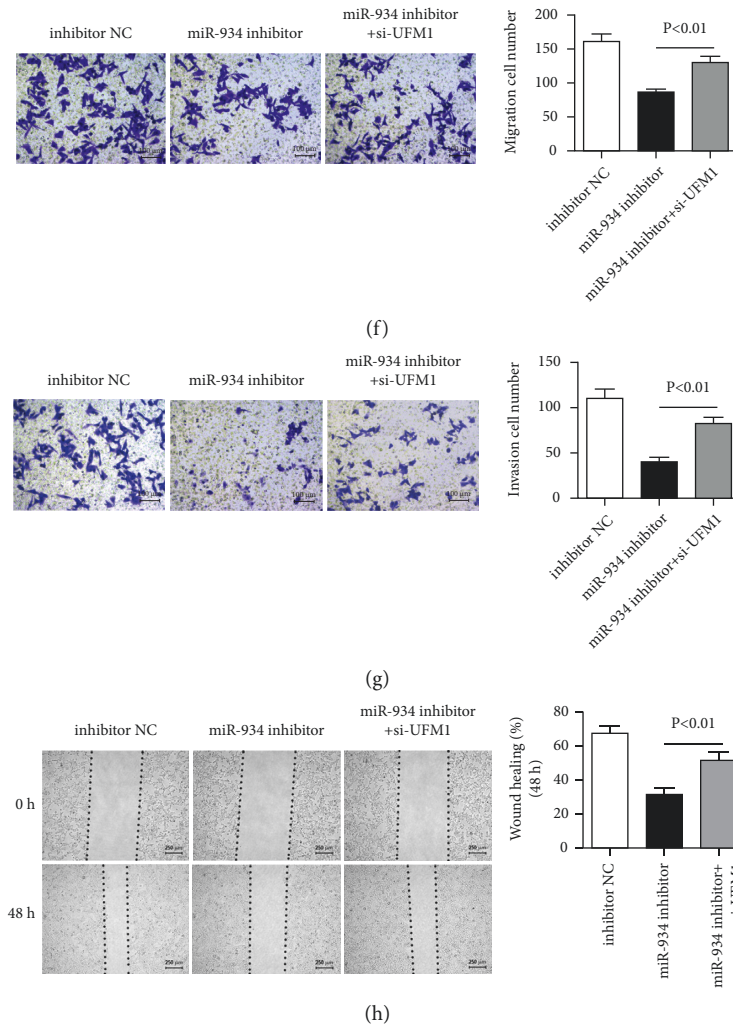 inhibitor NC
miR-934 inhibitor
miR-934 inhibitor
+si-UFM1
100 μm
100 μm
100 μm
Migration cell number
200
150
100
50
0
P<0.01
inhibitor NC
miR-934 inhibitor
miR-934 inhibitor+si-UFM1
(f)
inhibitor NC
miR-934 inhibitor
miR-934 inhibitor
+si-UFM1
100 μm
100 μm
100 μm
Invasion cell number
150
100
50
0
P<0.01
inhibitor NC
miR-934 inhibitor
miR-934 inhibitor+si-UFM1
(g)
inhibitor NC
miR-934 inhibitor
miR-934 inhibitor
+si-UFM1
0 h
250 μm
250 μm
250 μm
48 h
250 μm
250 μm
250 μm
Wound healing (%)
(48 h)
80
60
40
20
0
P<0.01
inhibitor NC
miR-934 inhibitor
miR-934 inhibitor+
(h)